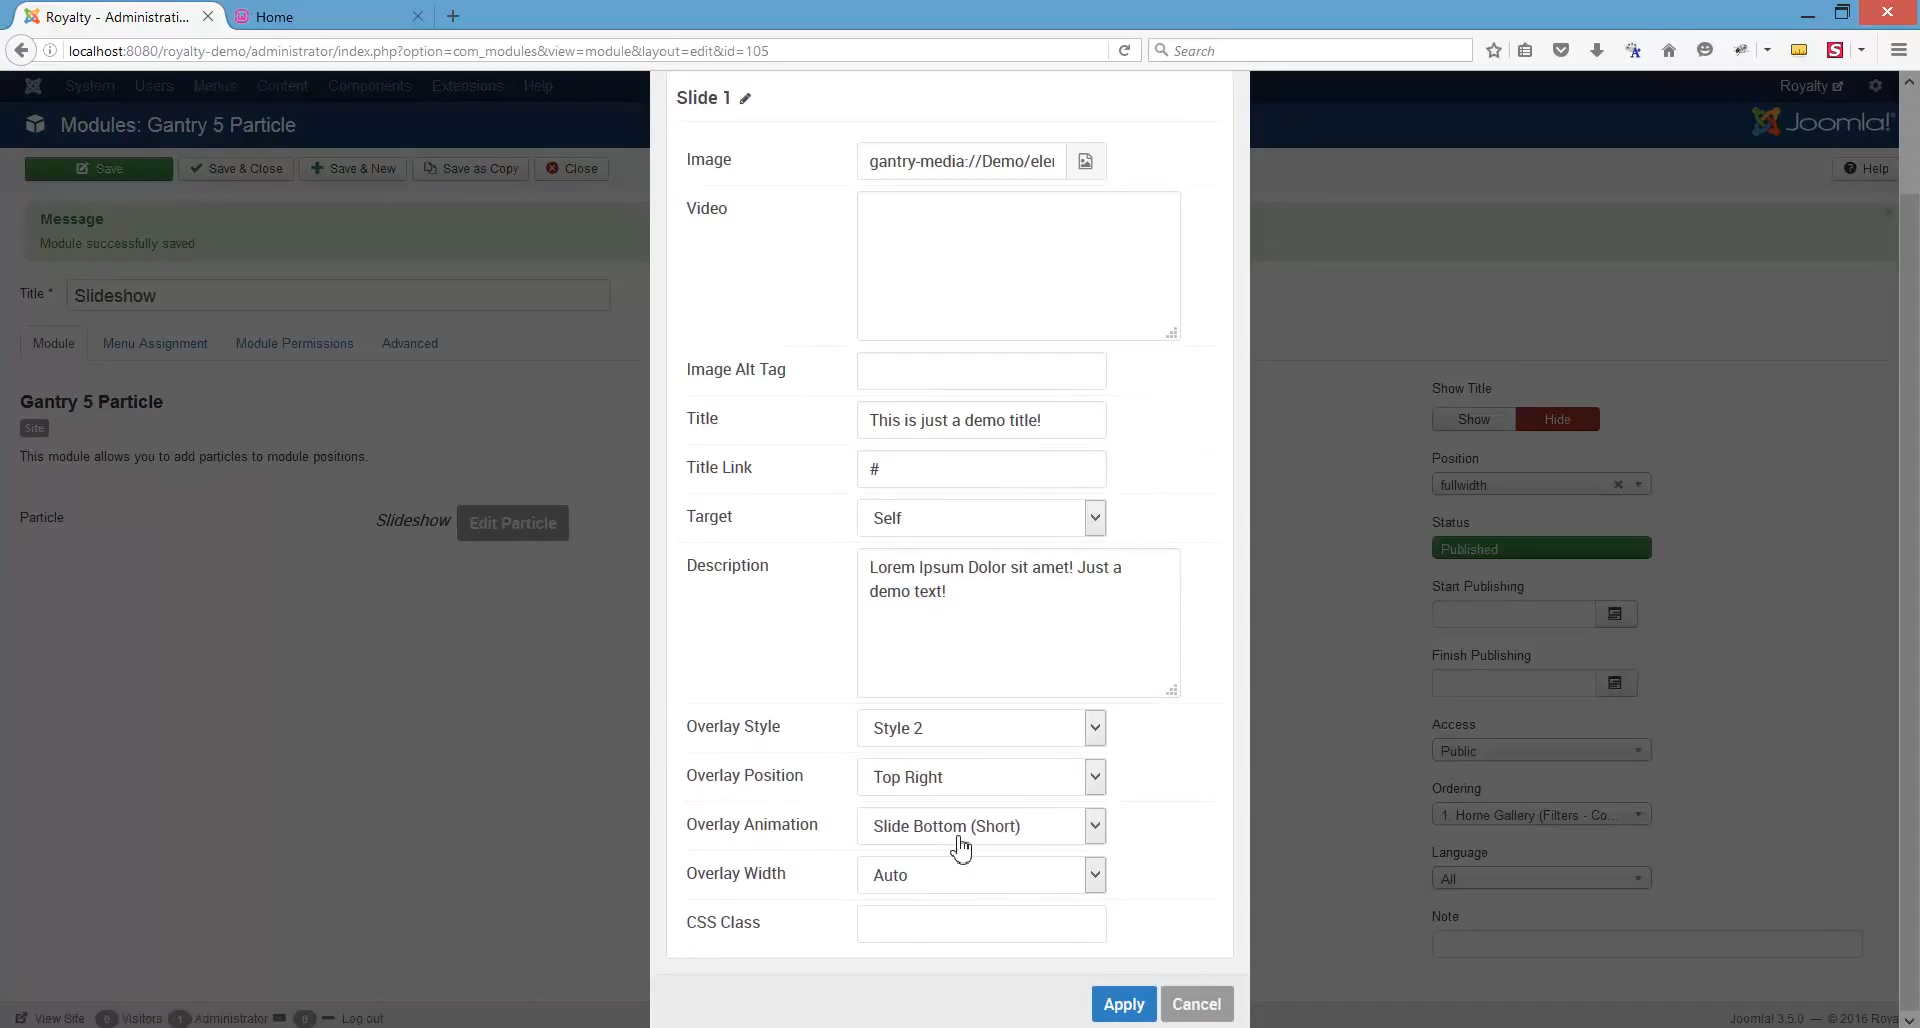 Royalty - Administrati...
Home
localhost:8080/royalty-demo/administrator/index.php?option=com_modules&view=module&layout=edit&id=105
Search
System Users Menus Content Components Extensions Help
Royalty
Modules: Gantry 5 Particle
Joomla!
Save
Save & Close
Save & New
Save as Copy
Close
Help
Message
Module successfully saved
Title *
Slideshow
Module
Menu Assignment
Module Permissions
Advanced
Gantry 5 Particle
Site
This module allows you to add particles to module positions.
Particle
Slideshow
Edit Particle
Slide 1
Image
gantry-media://Demo/eler
Video
Image Alt Tag
Title
This is just a demo title!
Title Link
#
Target
Self
Description
Lorem Ipsum Dolor sit amet! Just a
demo text!
Overlay Style
Style 2
Overlay Position
Top Right
Overlay Animation
Slide Bottom (Short)
Overlay Width
Auto
CSS Class
Apply
Cancel
Show Title
Show
Hide
Position
fullwidth
Status
Published
Start Publishing
Finish Publishing
Access
Public
Ordering
1. Home Gallery (Filters - Co...
Language
All
Note
View Site
0 Visitors
1 Administrator
0
Log out
Joomla! 3.5.0 — © 2016 Roya